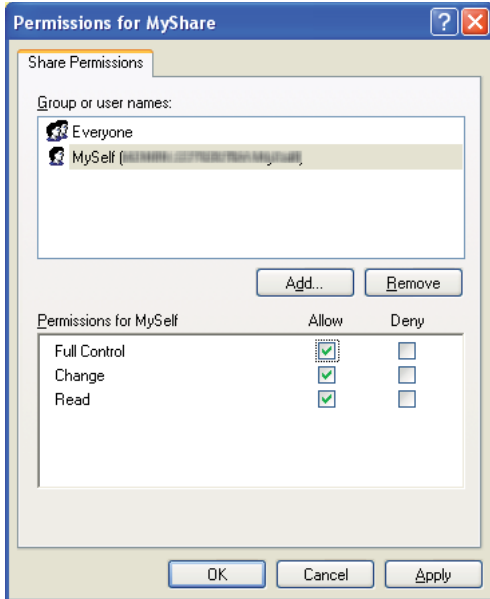 Permissions for MyShare
Share Permissions
Group or user names:
Everyone
MySelf (
Add... Remove
Permissions for MySelf Allow Deny
Full Control
Change
Read
OK Cancel Apply